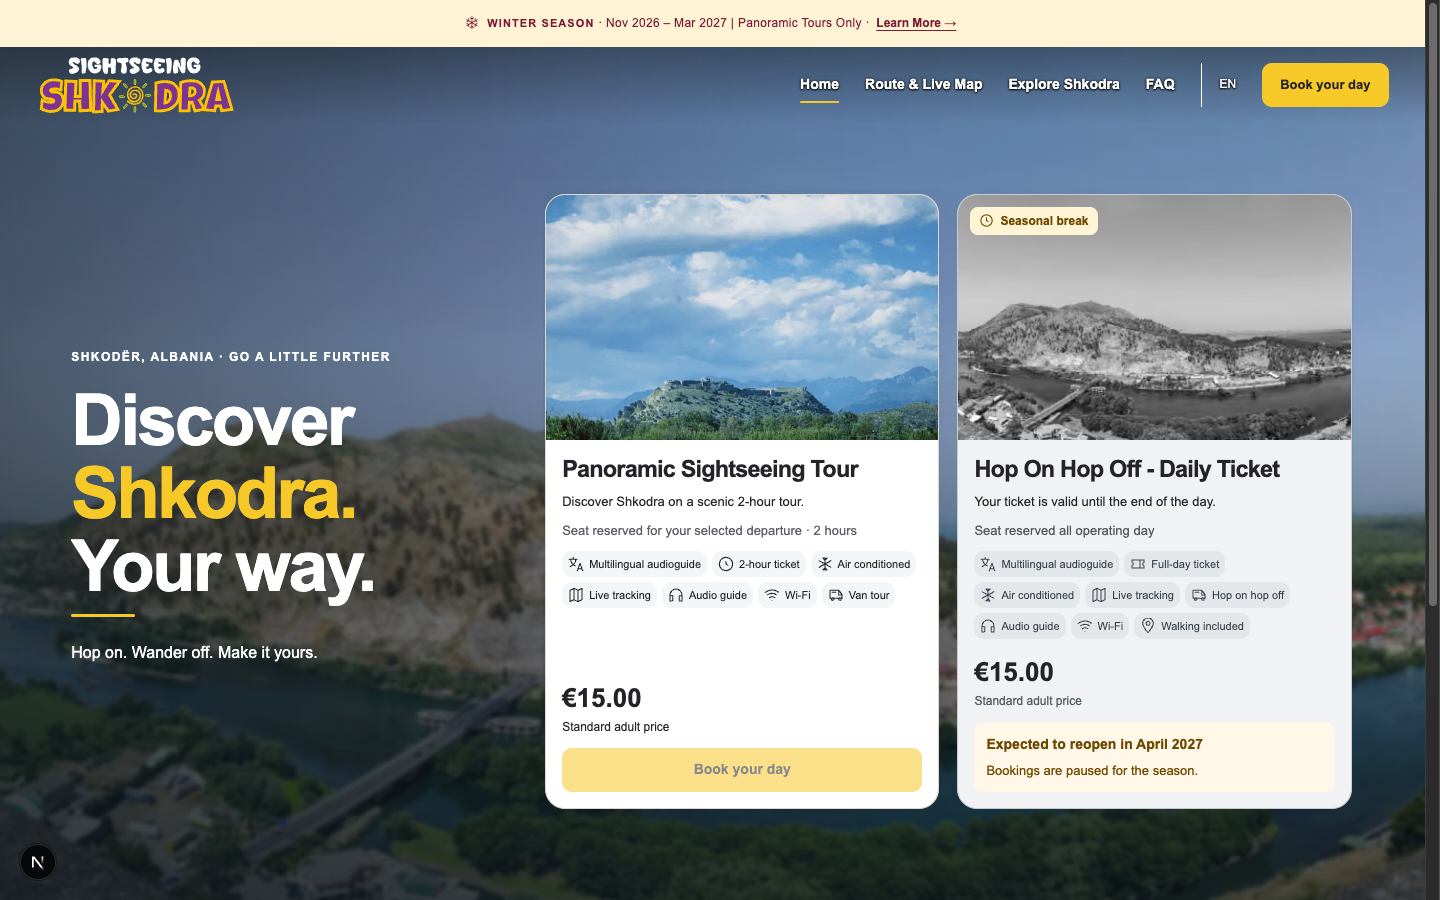 WINTER SEASON · Nov 2026 – Mar 2027 | Panoramic Tours Only · Learn More →
SIGHTSEEING
SHKODRA
Home
Route & Live Map
Explore Shkodra
FAQ
EN
Book your day
SHKODËR, ALBANIA · GO A LITTLE FURTHER
Discover
Shkodra.
Your way.
Hop on. Wander off. Make it yours.
Panoramic Sightseeing Tour
Discover Shkodra on a scenic 2-hour tour.
Seat reserved for your selected departure · 2 hours
Multilingual audioguide
2-hour ticket
Air conditioned
Live tracking
Audio guide
Wi-Fi
Van tour
€15.00
Standard adult price
Book your day
Seasonal break
Hop On Hop Off - Daily Ticket
Your ticket is valid until the end of the day.
Seat reserved all operating day
Multilingual audioguide
Full-day ticket
Air conditioned
Live tracking
Hop on hop off
Audio guide
Wi-Fi
Walking included
€15.00
Standard adult price
Expected to reopen in April 2027
Bookings are paused for the season.
N